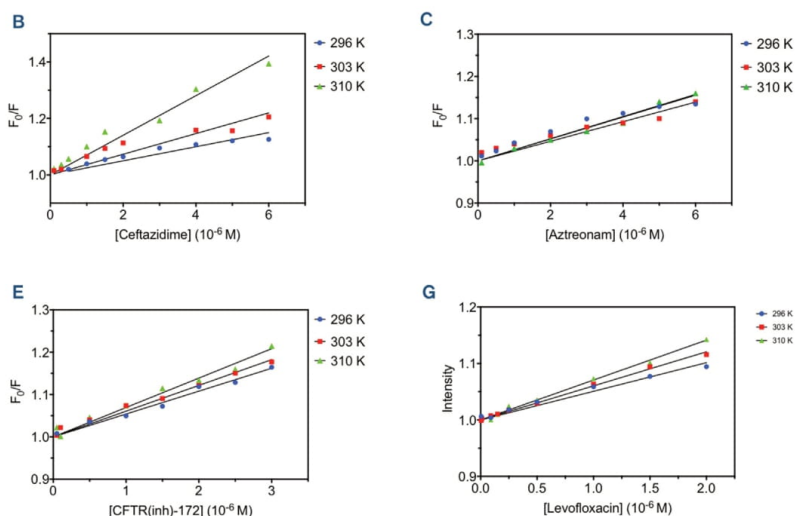 B
1.4
1.2
1.0
F₀/F
0
2
4
6
[Ceftazidime] (10⁻⁶ M)
296 K
303 K
310 K
C
1.3
1.2
1.1
1.0
0.9
F₀/F
0
2
4
6
[Aztreonam] (10⁻⁶ M)
296 K
303 K
310 K
E
1.3
1.2
1.1
1.0
0.9
F₀/F
0
1
2
3
[CFTR(inh)-172] (10⁻⁶ M)
296 K
303 K
310 K
G
1.2
1.1
1.0
0.9
Intensity
0.0
0.5
1.0
1.5
2.0
[Levofloxacin] (10⁻⁶ M)
296 K
303 K
310 K